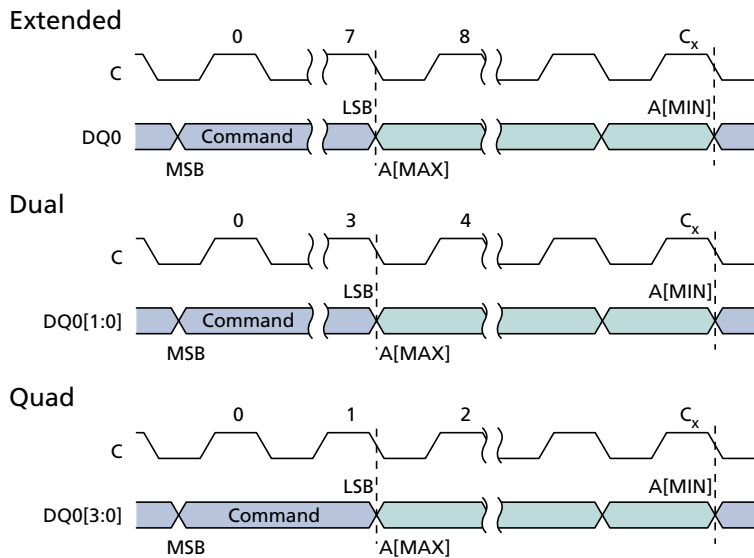 Extended
0 7 8 Cx
C
LSB A[MIN]
DQ0 Command
MSB A[MAX]
Dual
0 3 4 Cx
C
LSB A[MIN]
DQ0[1:0] Command
MSB A[MAX]
Quad
0 1 2 Cx
C
LSB A[MIN]
DQ0[3:0] Command
MSB A[MAX]